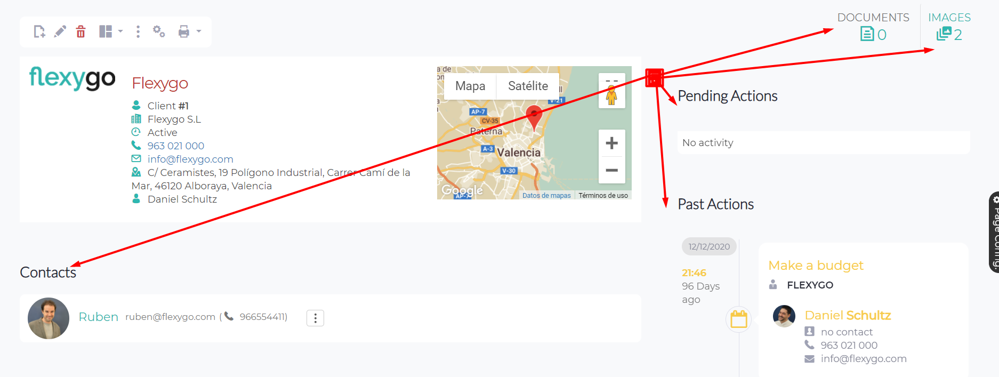 DOCUMENTS
0
IMAGES
2
flexygo
Flexygo
Client #1
Flexygo S.L
Active
963 021 000
info@flexygo.com
C/ Ceramistes, 19 Polígono Industrial, Carrer Camí de la
Mar, 46120 Alboraya, Valencia
Daniel Schultz
a de
Mapa
Satélite
V-21
AP-7
CV-35
Paterna
A-3
Valencia
V-30
Google
AP-7
Datos de mapas
Términos de uso
Pending Actions
No activity
Past Actions
12/12/2020
21:46
96 Days
ago
Make a budget
FLEXYGO
Daniel Schultz
no contact
963 021 000
info@flexygo.com
Contacts
Ruben ruben@flexygo.com ( 966554411)
Page Config.